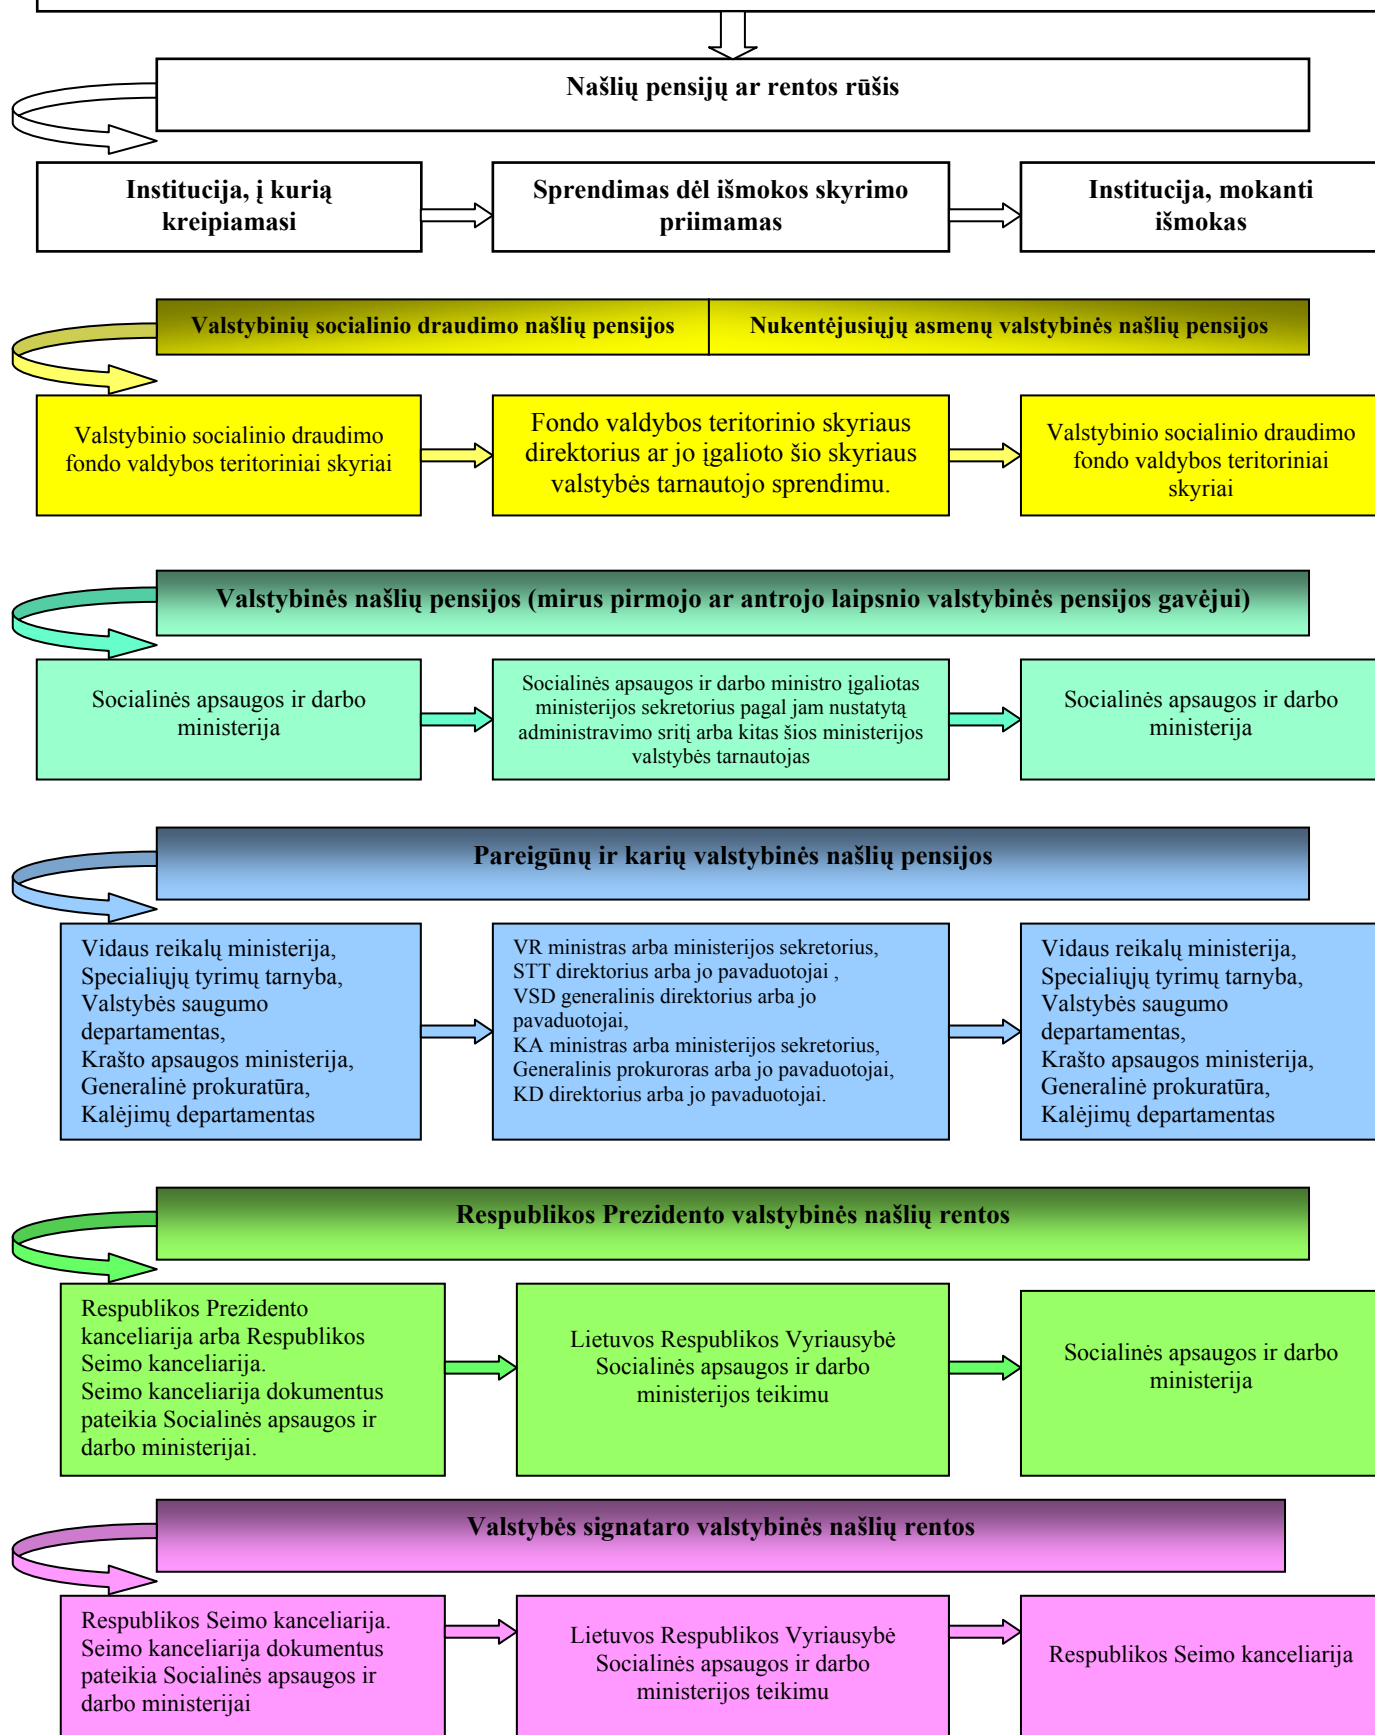 Našlių pensijų ar rentos rūšis
Institucija, į kurią
kreipiamasi
Sprendimas dėl išmokos skyrimo
priimamas
Institucija, mokanti
išmokas
Valstybinių socialinio draudimo našlių pensijos
Nukentėjusiųjų asmenų valstybinės našlių pensijos
Valstybinio socialinio draudimo
fondo valdybos teritoriniai skyriai
Fondo valdybos teritorinio skyriaus
direktorius ar jo įgalioto šio skyriaus
valstybės tarnautojo sprendimu.
Valstybinio socialinio draudimo
fondo valdybos teritoriniai
skyriai
Valstybinės našlių pensijos (mirus pirmojo ar antrojo laipsnio valstybinės pensijos gavėjui)
Socialinės apsaugos ir darbo
ministerija
Socialinės apsaugos ir darbo ministro įgaliotas
ministerijos sekretorius pagal jam nustatytą
administravimo sritį arba kitas šios ministerijos
valstybės tarnautojas
Socialinės apsaugos ir darbo
ministerija
Pareigūnų ir karių valstybinės našlių pensijos
Vidaus reikalų ministerija,
Specialiųjų tyrimų tarnyba,
Valstybės saugumo
departamentas,
Krašto apsaugos ministerija,
Generalinė prokuratūra,
Kalėjimų departamentas
VR ministras arba ministerijos sekretorius,
STT direktorius arba jo pavaduotojai ,
VSD generalinis direktorius arba jo
pavaduotojai,
KA ministras arba ministerijos sekretorius,
Generalinis prokuroras arba jo pavaduotojai,
KD direktorius arba jo pavaduotojai.
Vidaus reikalų ministerija,
Specialiųjų tyrimų tarnyba,
Valstybės saugumo
departamentas,
Krašto apsaugos ministerija,
Generalinė prokuratūra,
Kalėjimų departamentas
Respublikos Prezidento valstybinės našlių rentos
Respublikos Prezidento
kanceliarija arba Respublikos
Seimo kanceliarija.
Seimo kanceliarija dokumentus
pateikia Socialinės apsaugos ir
darbo ministerijai.
Lietuvos Respublikos Vyriausybė
Socialinės apsaugos ir darbo
ministerijos teikimu
Socialinės apsaugos ir darbo
ministerija
Valstybės signataro valstybinės našlių rentos
Respublikos Seimo kanceliarija.
Seimo kanceliarija dokumentus
pateikia Socialinės apsaugos ir
darbo ministerijai
Lietuvos Respublikos Vyriausybė
Socialinės apsaugos ir darbo
ministerijos teikimu
Respublikos Seimo kanceliarija